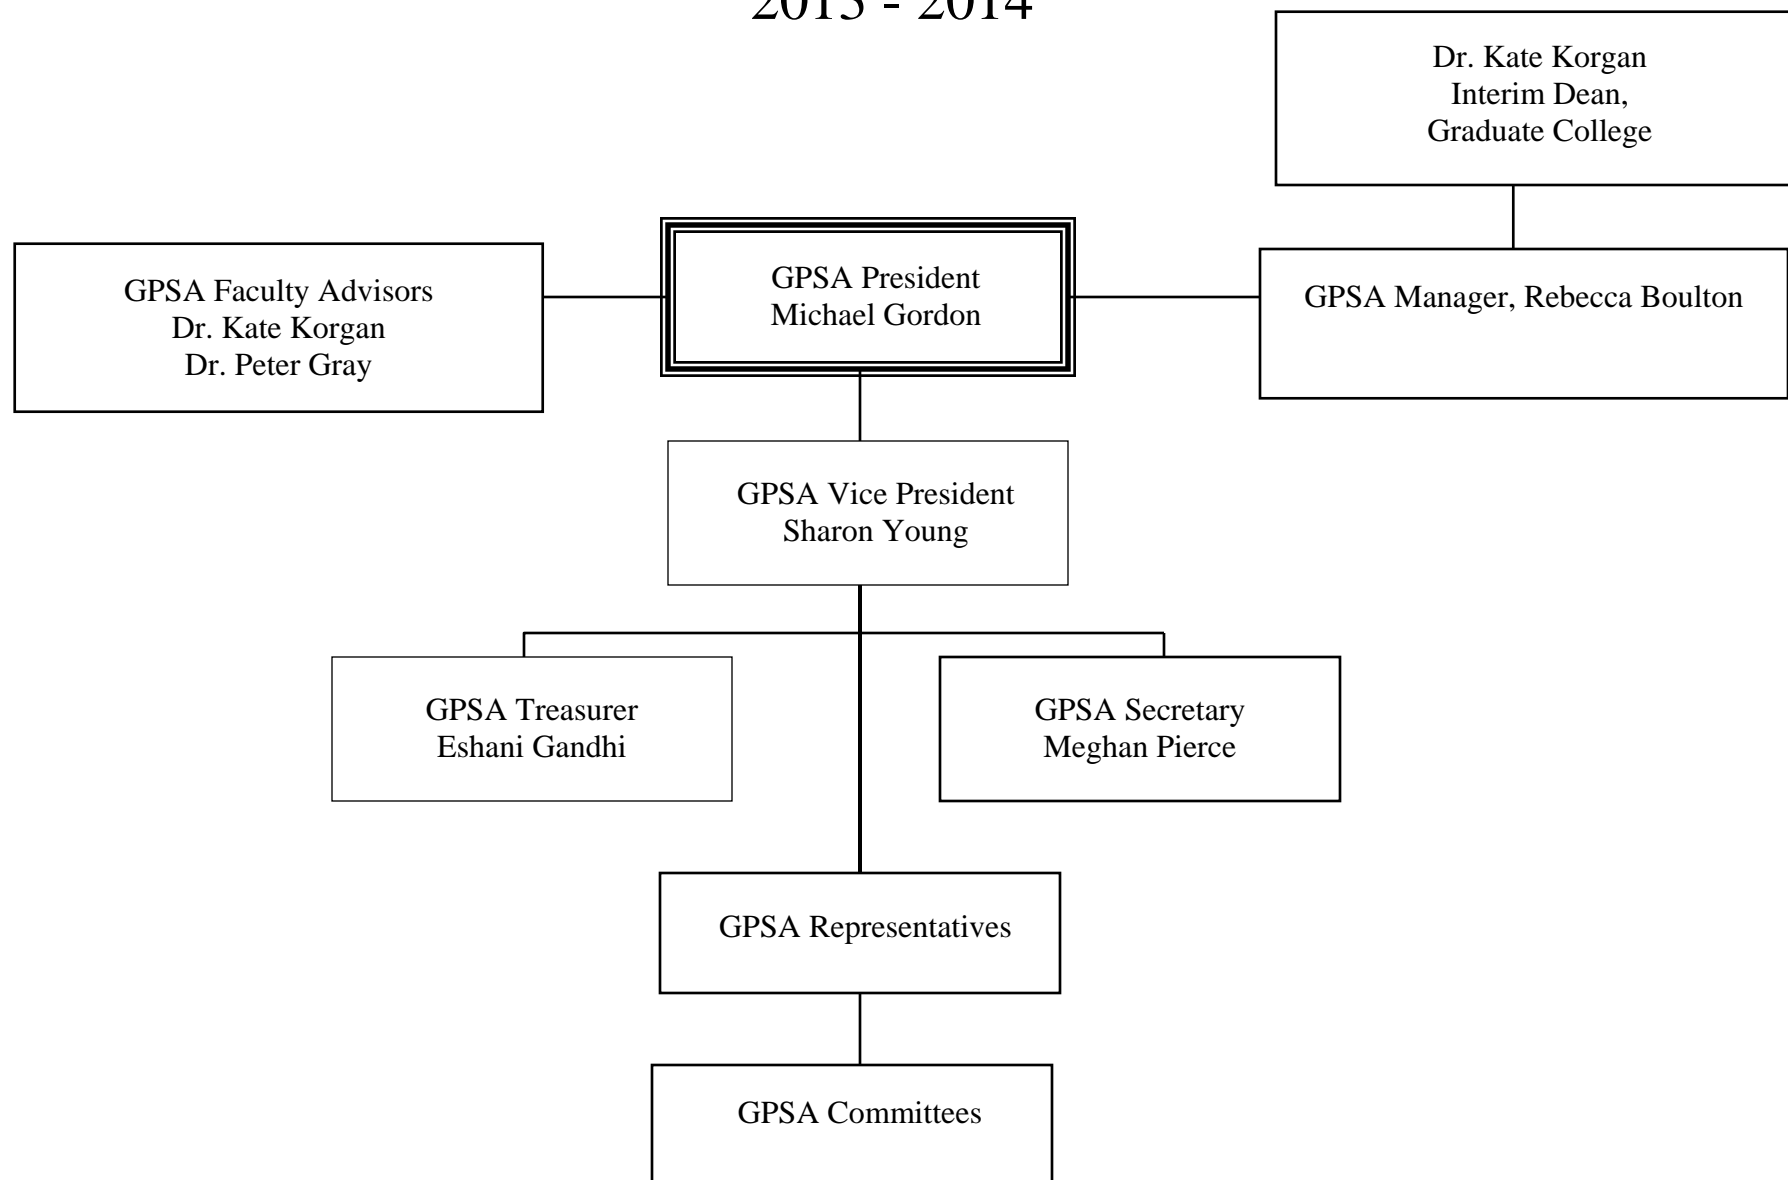 2013 - 2014
Dr. Kate Korgan
Interim Dean,
Graduate College
GPSA Faculty Advisors
Dr. Kate Korgan
Dr. Peter Gray
GPSA President
Michael Gordon
GPSA Manager, Rebecca Boulton
GPSA Vice President
Sharon Young
GPSA Treasurer
Eshani Gandhi
GPSA Secretary
Meghan Pierce
GPSA Representatives
GPSA Committees